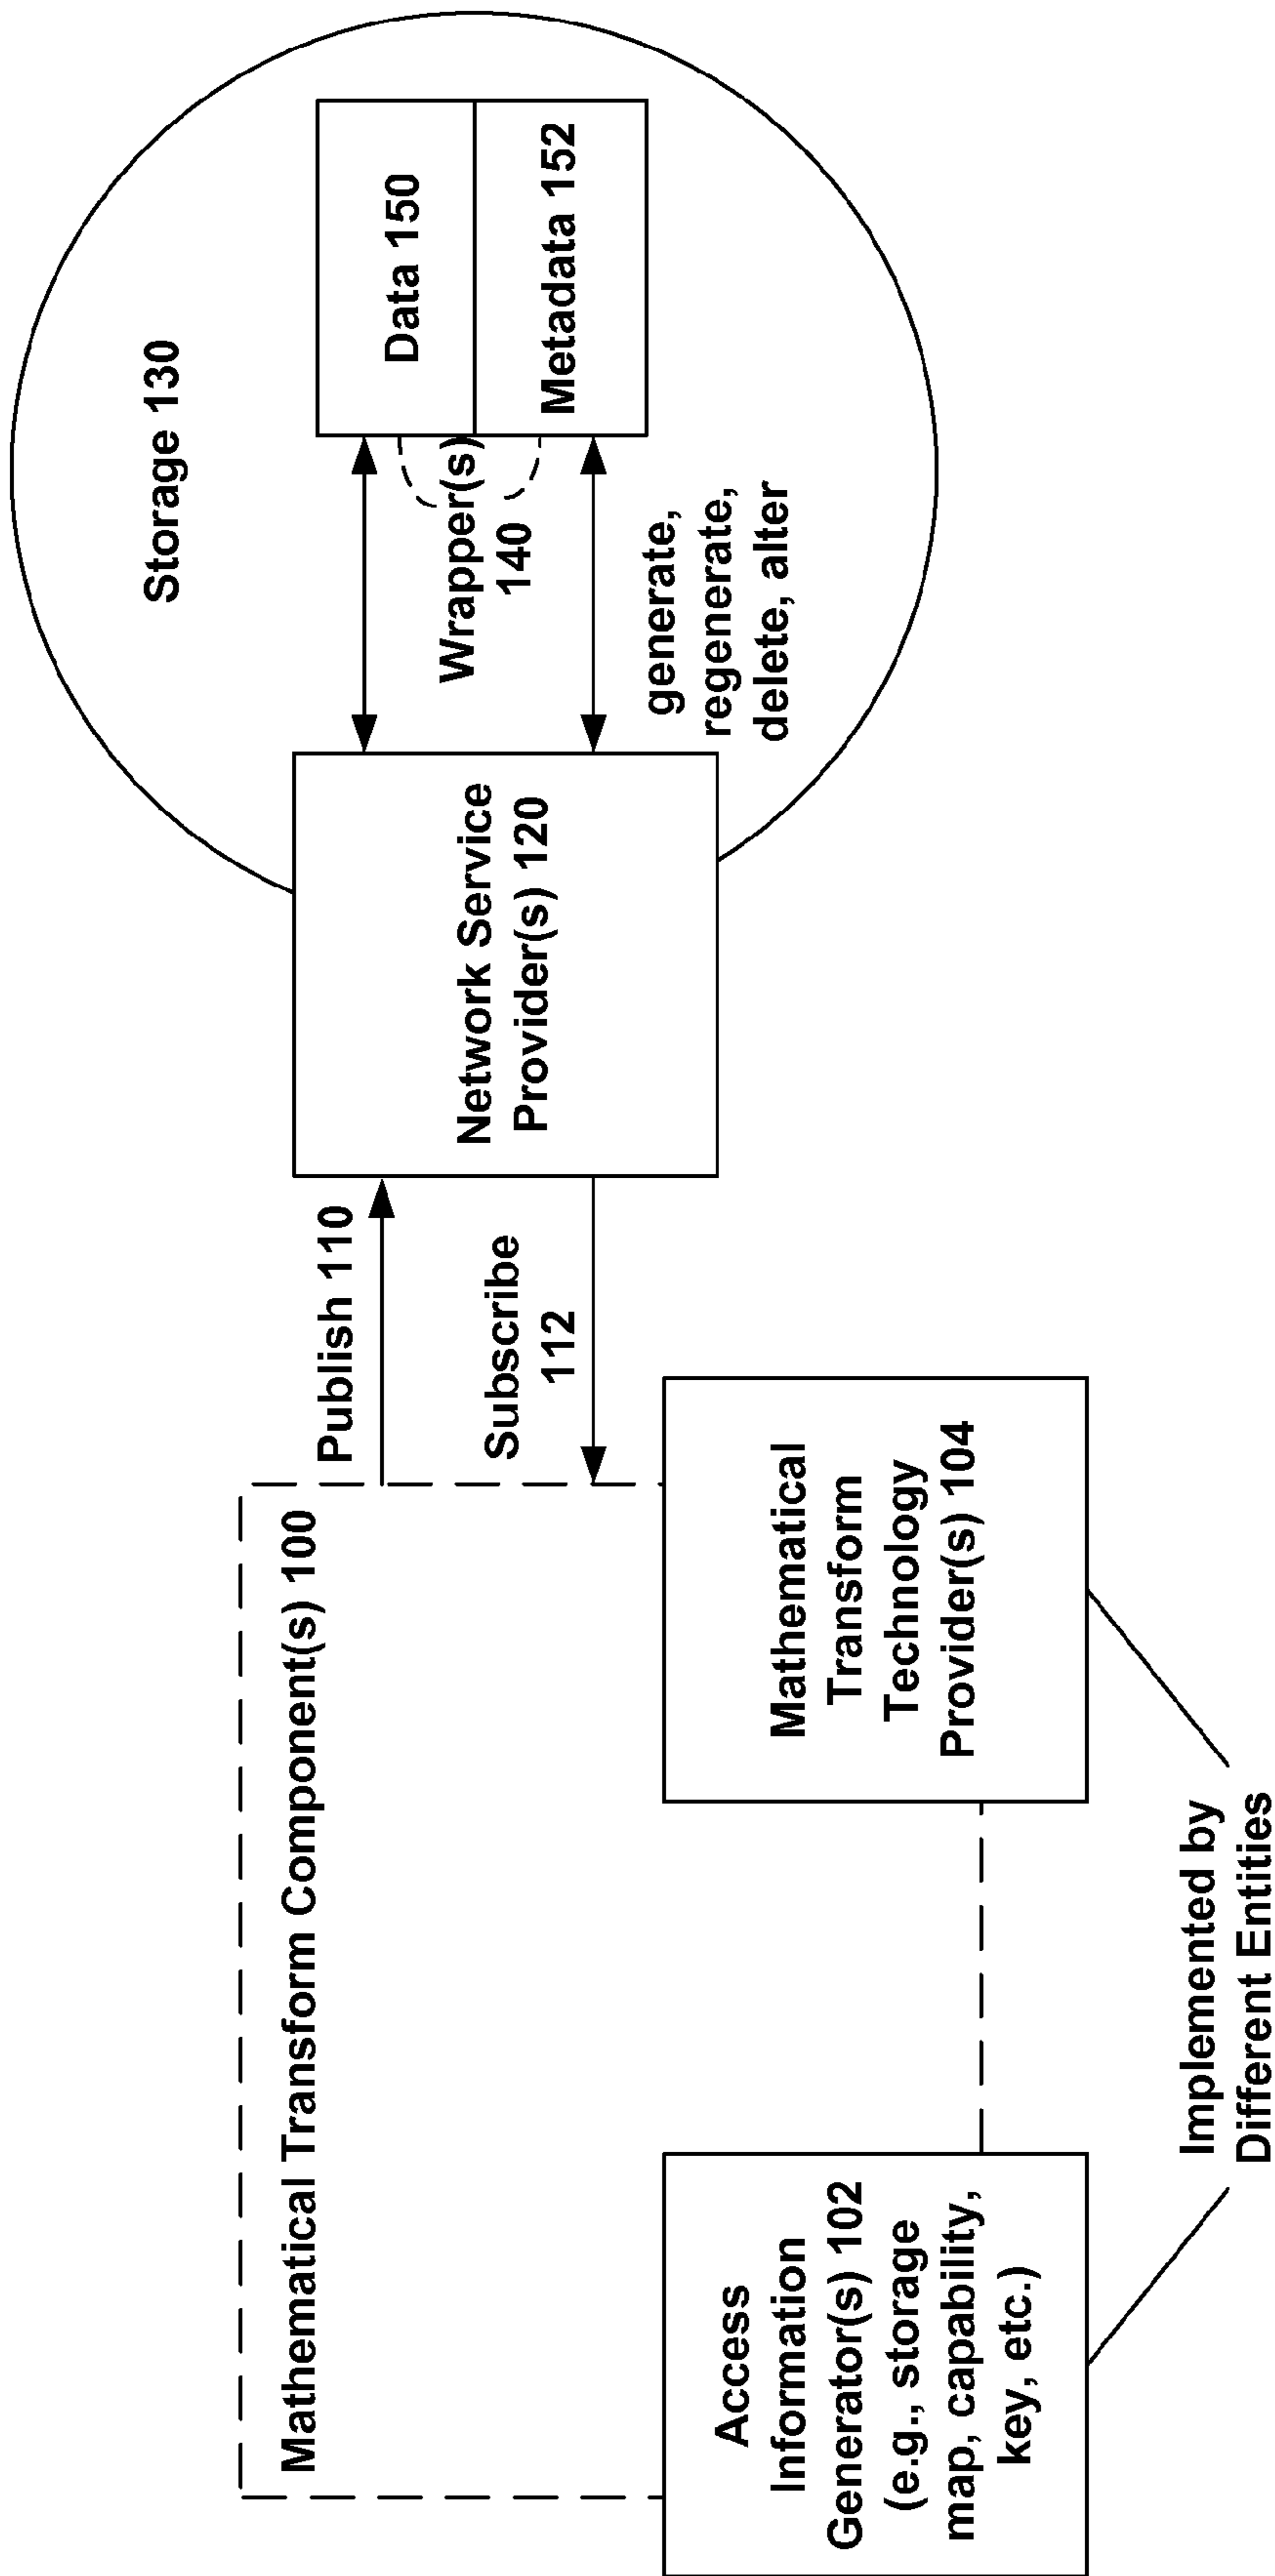 Mathematical Transform Component(s) 100
Access
Information
Generator(s) 102
(e.g., storage
map, capability,
key, etc.)
Mathematical
Transform
Technology
Provider(s) 104
Implemented by
Different Entities
Publish 110
Subscribe
112
Network Service
Provider(s) 120
Storage 130
Wrapper(s)
140
generate,
regenerate,
delete, alter
Data 150
Metadata 152